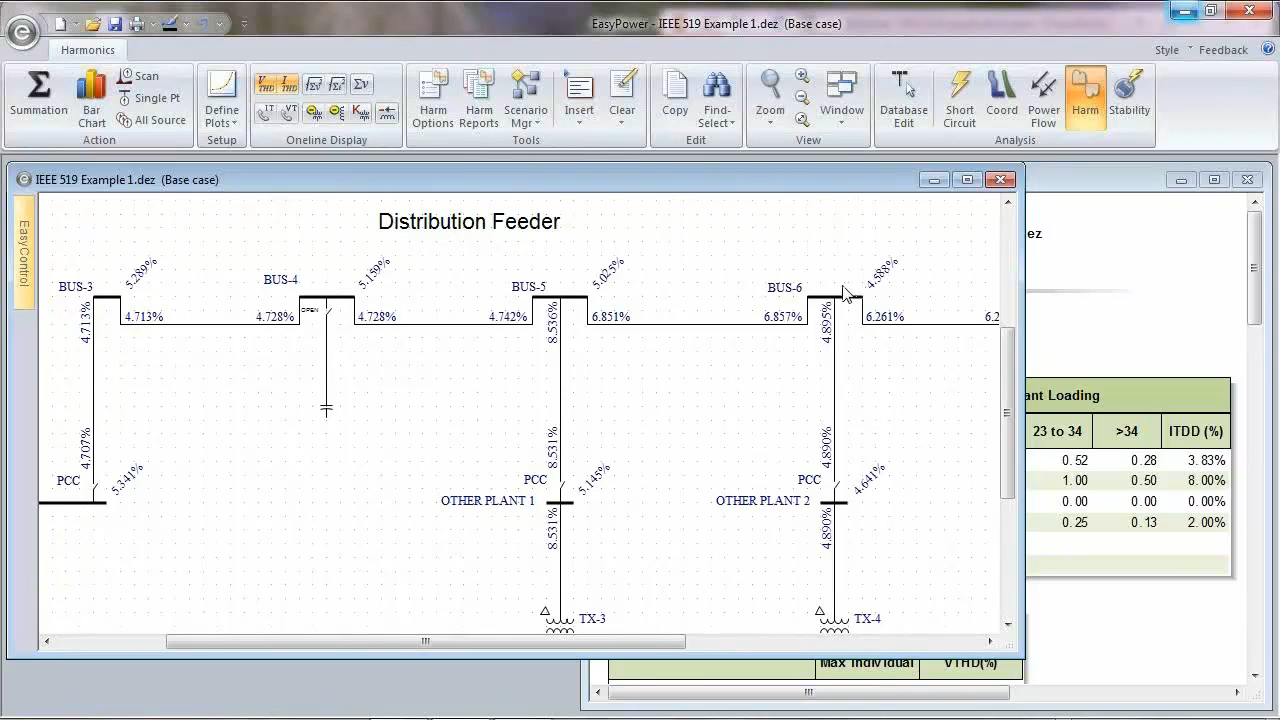 EasyPower - IEEE 519 Example 1.dez (Base case)
Harmonics
Style
Feedback
Summation
Bar Chart
Scan
Single Pt
All Source
Action
Define Plots
Setup
VHD
IHD
Oneline Display
Harm Options
Harm Reports
Scenario Mgr
Insert
Clear
Tools
Copy
Find-Select
Edit
Zoom
Window
View
Database Edit
Short Circuit
Coord
Power Flow
Harm
Stability
Analysis
IEEE 519 Example 1.dez (Base case)
EasyControl
Distribution Feeder
BUS-3
5.289%
BUS-4
5.159%
BUS-5
5.025%
BUS-6
4.588%
4.713%
4.713%
4.728%
OPEN
4.728%
4.742%
8.536%
6.851%
6.857%
4.895%
6.261%
6.2
4.707%
PCC
5.341%
8.531%
PCC
5.145%
4.890%
PCC
4.641%
OTHER PLANT 1
OTHER PLANT 2
8.531%
4.890%
TX-3
TX-4
ez
ant Loading
23 to 34
>34
ITDD (%)
0.52
0.28
3.83%
1.00
0.50
8.00%
0.00
0.00
0.00%
0.25
0.13
2.00%
Max Individual
VTHD(%)